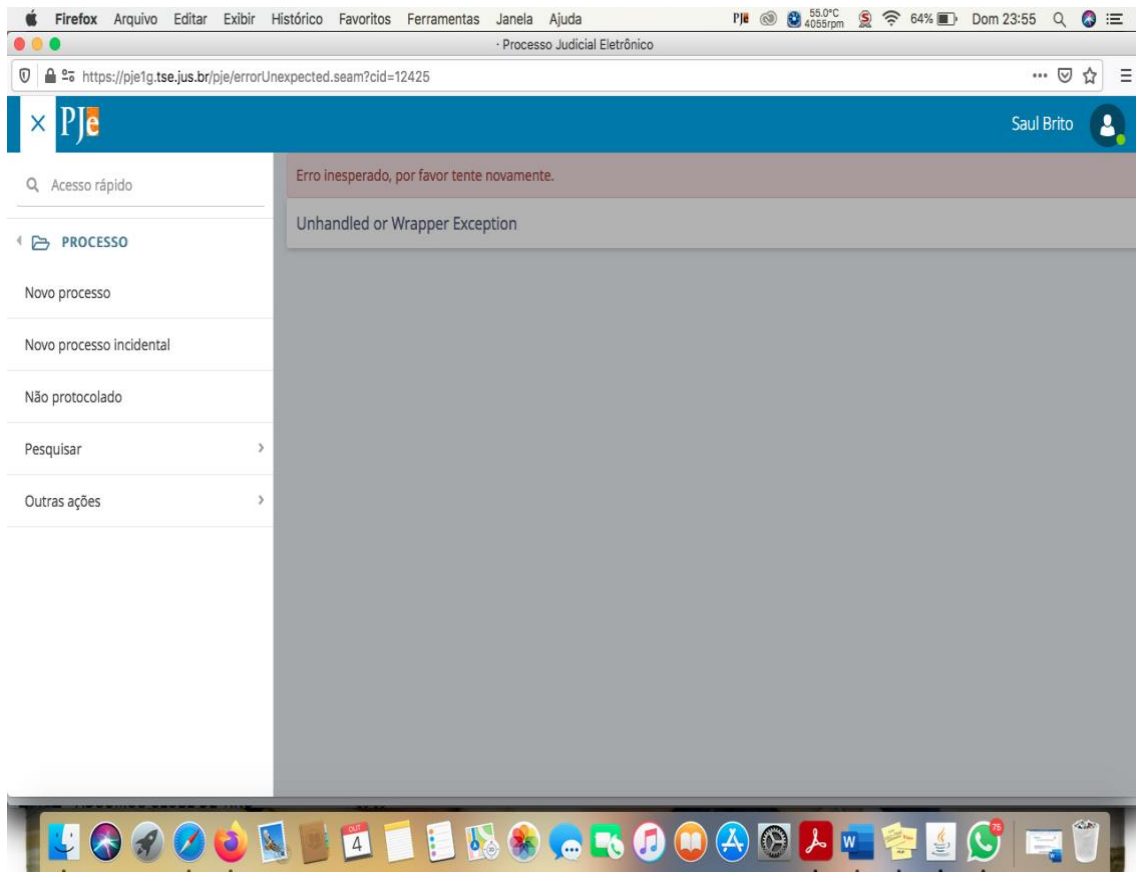 Firefox Arquivo Editar Exibir Histórico Favoritos Ferramentas Janela Ajuda PJe 55.0°C 4055rpm 64% Dom 23:55
- Processo Judicial Eletrônico
https://pje1g.tse.jus.br/pje/errorUnexpected.seam?cid=12425
PJe Saul Brito
Acesso rápido
Erro inesperado, por favor tente novamente.
Unhandled or Wrapper Exception
PROCESSO
Novo processo
Novo processo incidental
Não protocolado
Pesquisar
Outras ações
OUT
4
W
75